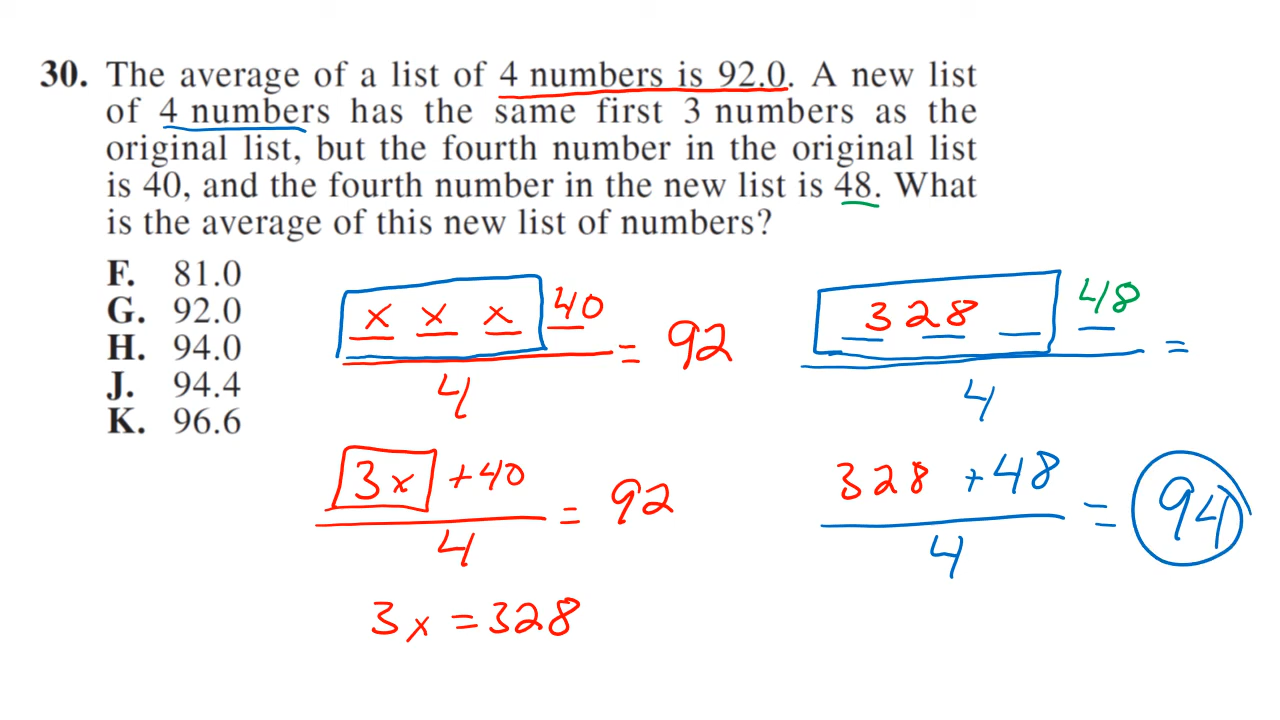 30. The average of a list of 4 numbers is 92.0. A new list
of 4 numbers has the same first 3 numbers as the
original list, but the fourth number in the original list
is 40, and the fourth number in the new list is 48. What
is the average of this new list of numbers?
F. 81.0
G. 92.0
H. 94.0
J. 94.4
K. 96.6
x x x 40
4
= 92
3x + 40
4
= 92
3x = 328
328 48
4
=
328 + 48
4
= 94